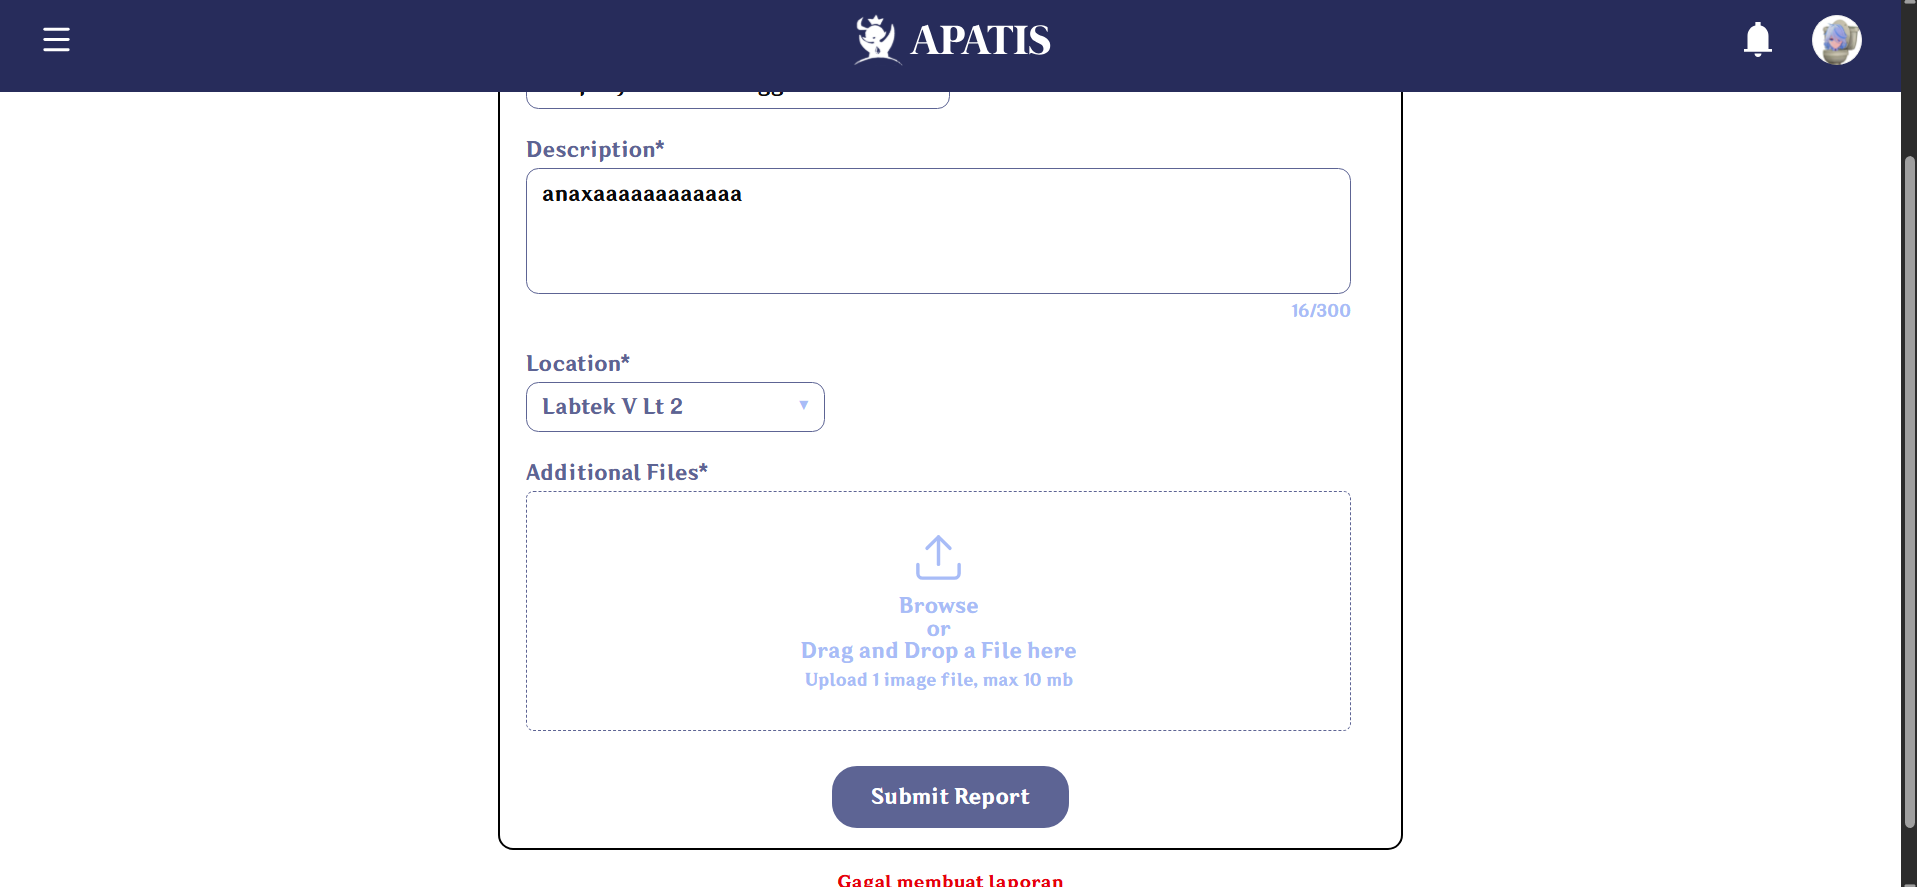 APATIS
Description*
anaxaaaaaaaaaaaa
16/300
Location*
Labtek V Lt 2
Additional Files*
Browse
or
Drag and Drop a File here
Upload 1 image file, max 10 mb
Submit Report
Gagal membuat laporan